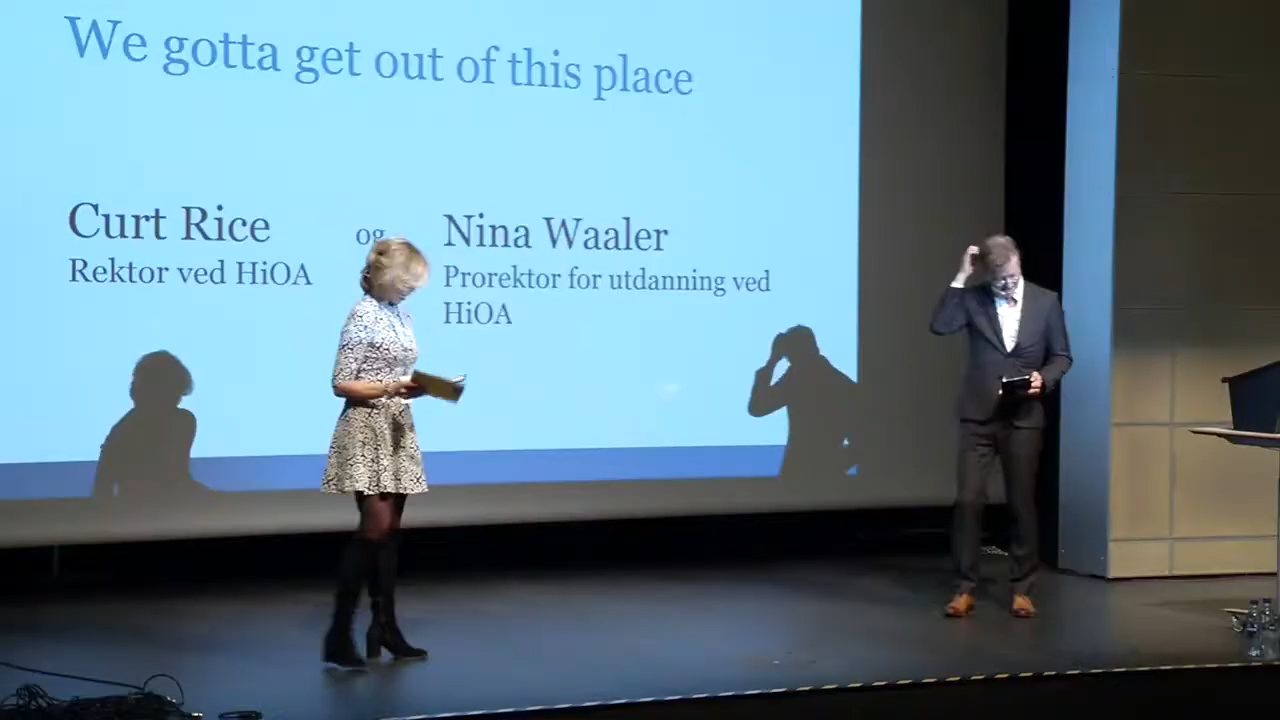 We gotta get out of this place
Curt Rice og Nina Waaler
Rektor ved HiOA Prorektor for utdanning ved
HiOA